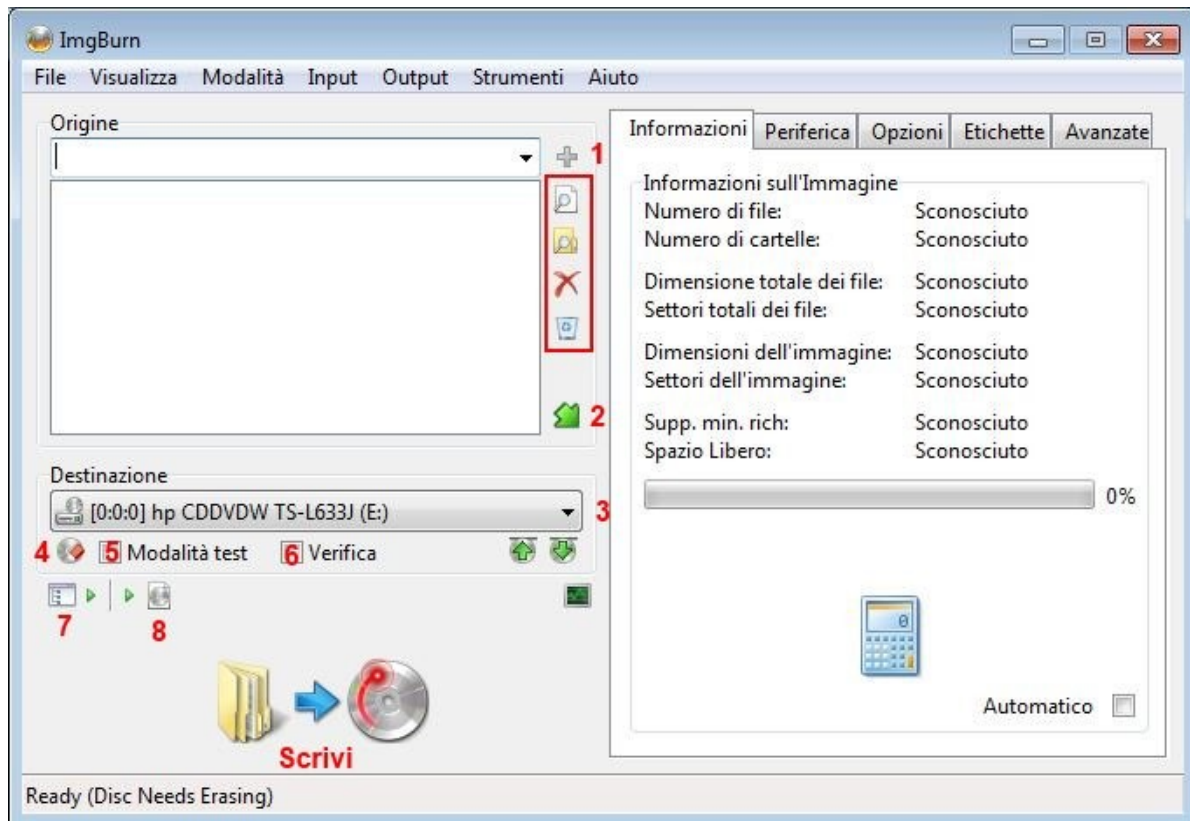 ImgBurn
File Visualizza Modalità Input Output Strumenti Aiuto
Origine
1
2
Destinazione
[0:0:0] hp CDDVDW TS-L633J (E:)
3
4 5 Modalità test 6 Verifica
7
8
Scrivi
Informazioni Periferica Opzioni Etichette Avanzate
Informazioni sull'Immagine
Numero di file: Sconosciuto
Numero di cartelle: Sconosciuto
Dimensione totale dei file: Sconosciuto
Settori totali dei file: Sconosciuto
Dimensioni dell'immagine: Sconosciuto
Settori dell'immagine: Sconosciuto
Supp. min. rich: Sconosciuto
Spazio Libero: Sconosciuto
0%
0
Automatico
Ready (Disc Needs Erasing)